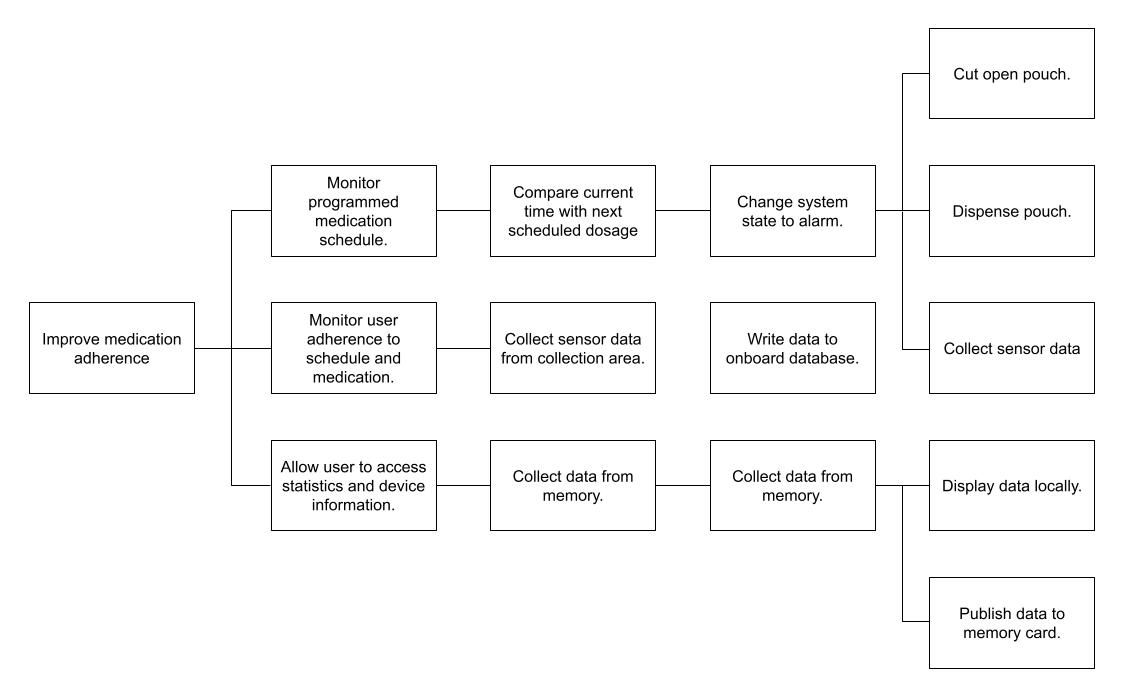 Cut open pouch.
Monitor
programmed
medication
schedule.
Compare current
time with next
scheduled dosage
Change system
state to alarm.
Dispense pouch.
Improve medication
adherence
Monitor user
adherence to
schedule and
medication.
Collect sensor data
from collection area.
Write data to
onboard database.
Collect sensor data
Allow user to access
statistics and device
information.
Collect data from
memory.
Collect data from
memory.
Display data locally.
Publish data to
memory card.